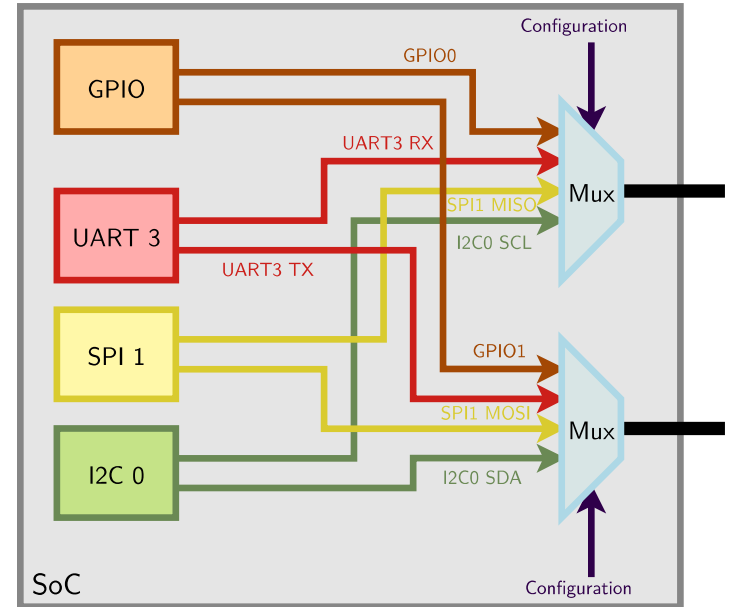 Configuration
GPIO0
GPIO
UART3 RX
Mux
SPI1 MISO
UART 3
I2C0 SCL
UART3 TX
GPIO1
SPI 1
SPI1 MOSI
Mux
I2C 0
I2C0 SDA
SoC
Configuration